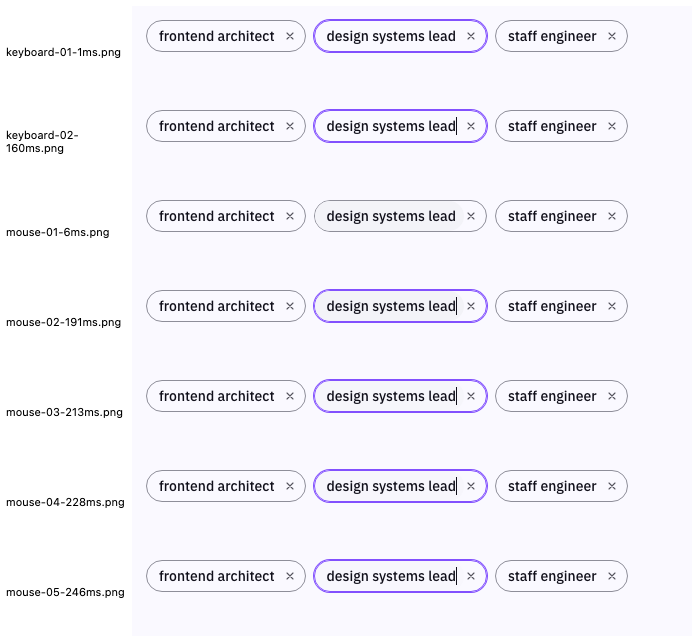 frontend architect × design systems lead × staff engineer ×
keyboard-01-1ms.png
frontend architect × design systems lead × staff engineer ×
keyboard-02-
160ms.png
frontend architect × design systems lead × staff engineer ×
mouse-01-6ms.png
frontend architect × design systems lead × staff engineer ×
mouse-02-191ms.png
frontend architect × design systems lead × staff engineer ×
mouse-03-213ms.png
frontend architect × design systems lead × staff engineer ×
mouse-04-228ms.png
frontend architect × design systems lead × staff engineer ×
mouse-05-246ms.png